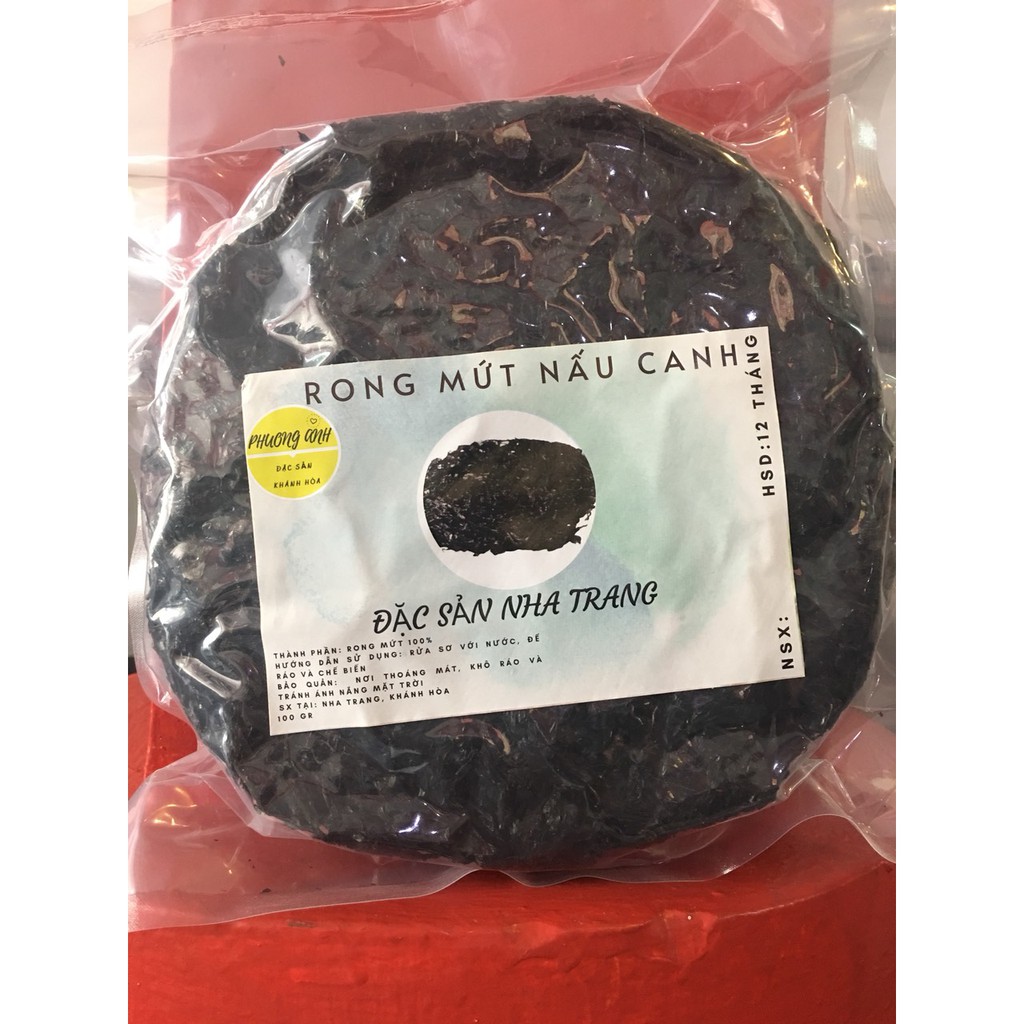 RONG MỨT NẤU CANH
PHƯƠNG ÁNH
ĐẶC SẢN
KHÁNH HÒA
HSD:12 THÁNG
NSX:
ĐẶC SẢN NHA TRANG
THÀNH PHẦN: RONG MỨT 100%
HƯỚNG DẪN SỬ DỤNG: RỬA SƠ VỚI NƯỚC, ĐỂ
RÁO VÀ CHẾ BIẾN
BẢO QUẢN: NƠI THOÁNG MÁT, KHÔ RÁO VÀ
TRÁNH ÁNH NẮNG MẶT TRỜI
SX TẠI: NHA TRANG, KHÁNH HÒA
100 GR